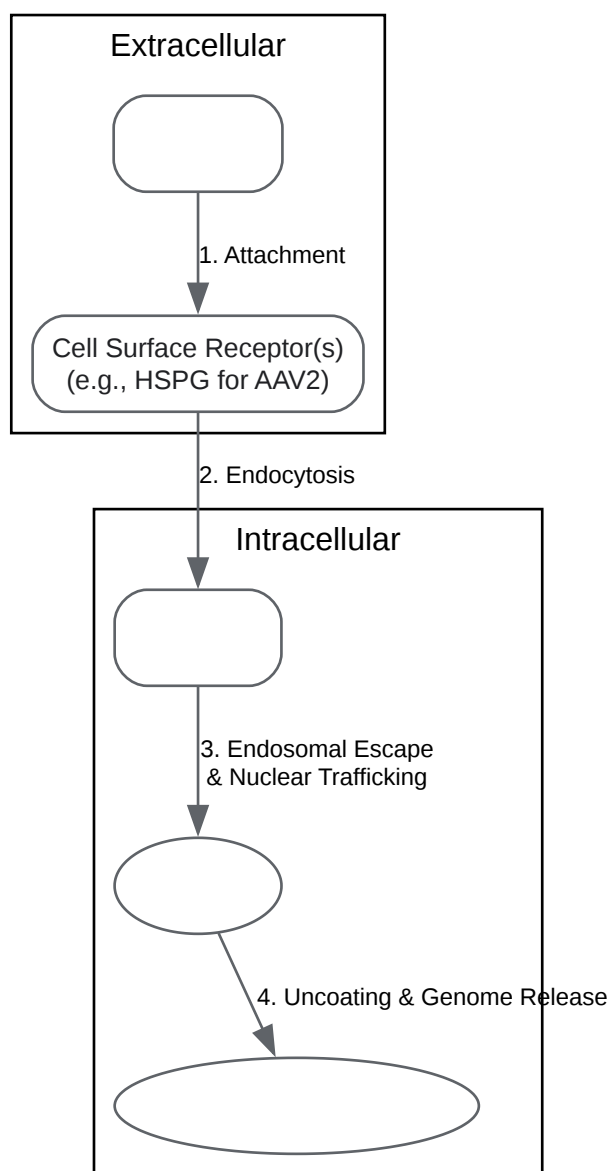 Extracellular
1. Attachment
Cell Surface Receptor(s)
(e.g., HSPG for AAV2)
2. Endocytosis
Intracellular
3. Endosomal Escape
& Nuclear Trafficking
4. Uncoating & Genome Release